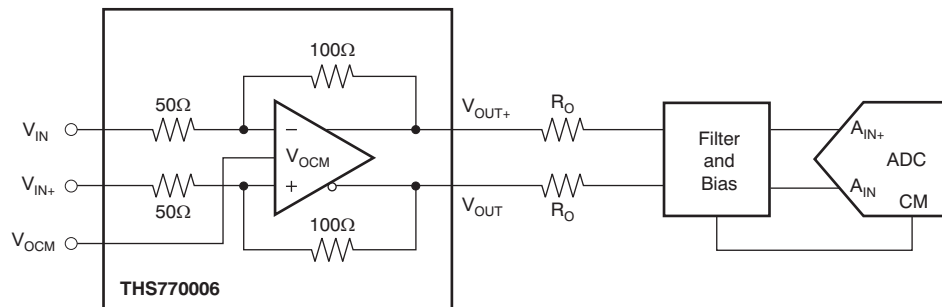 100Ω
50Ω
V_IN
V_IN+
V_OCM
50Ω
100Ω
−
V_OCM
+
THS770006
V_OUT+
V_OUT
R_O
R_O
Filter
and
Bias
A_IN+
ADC
A_IN
CM